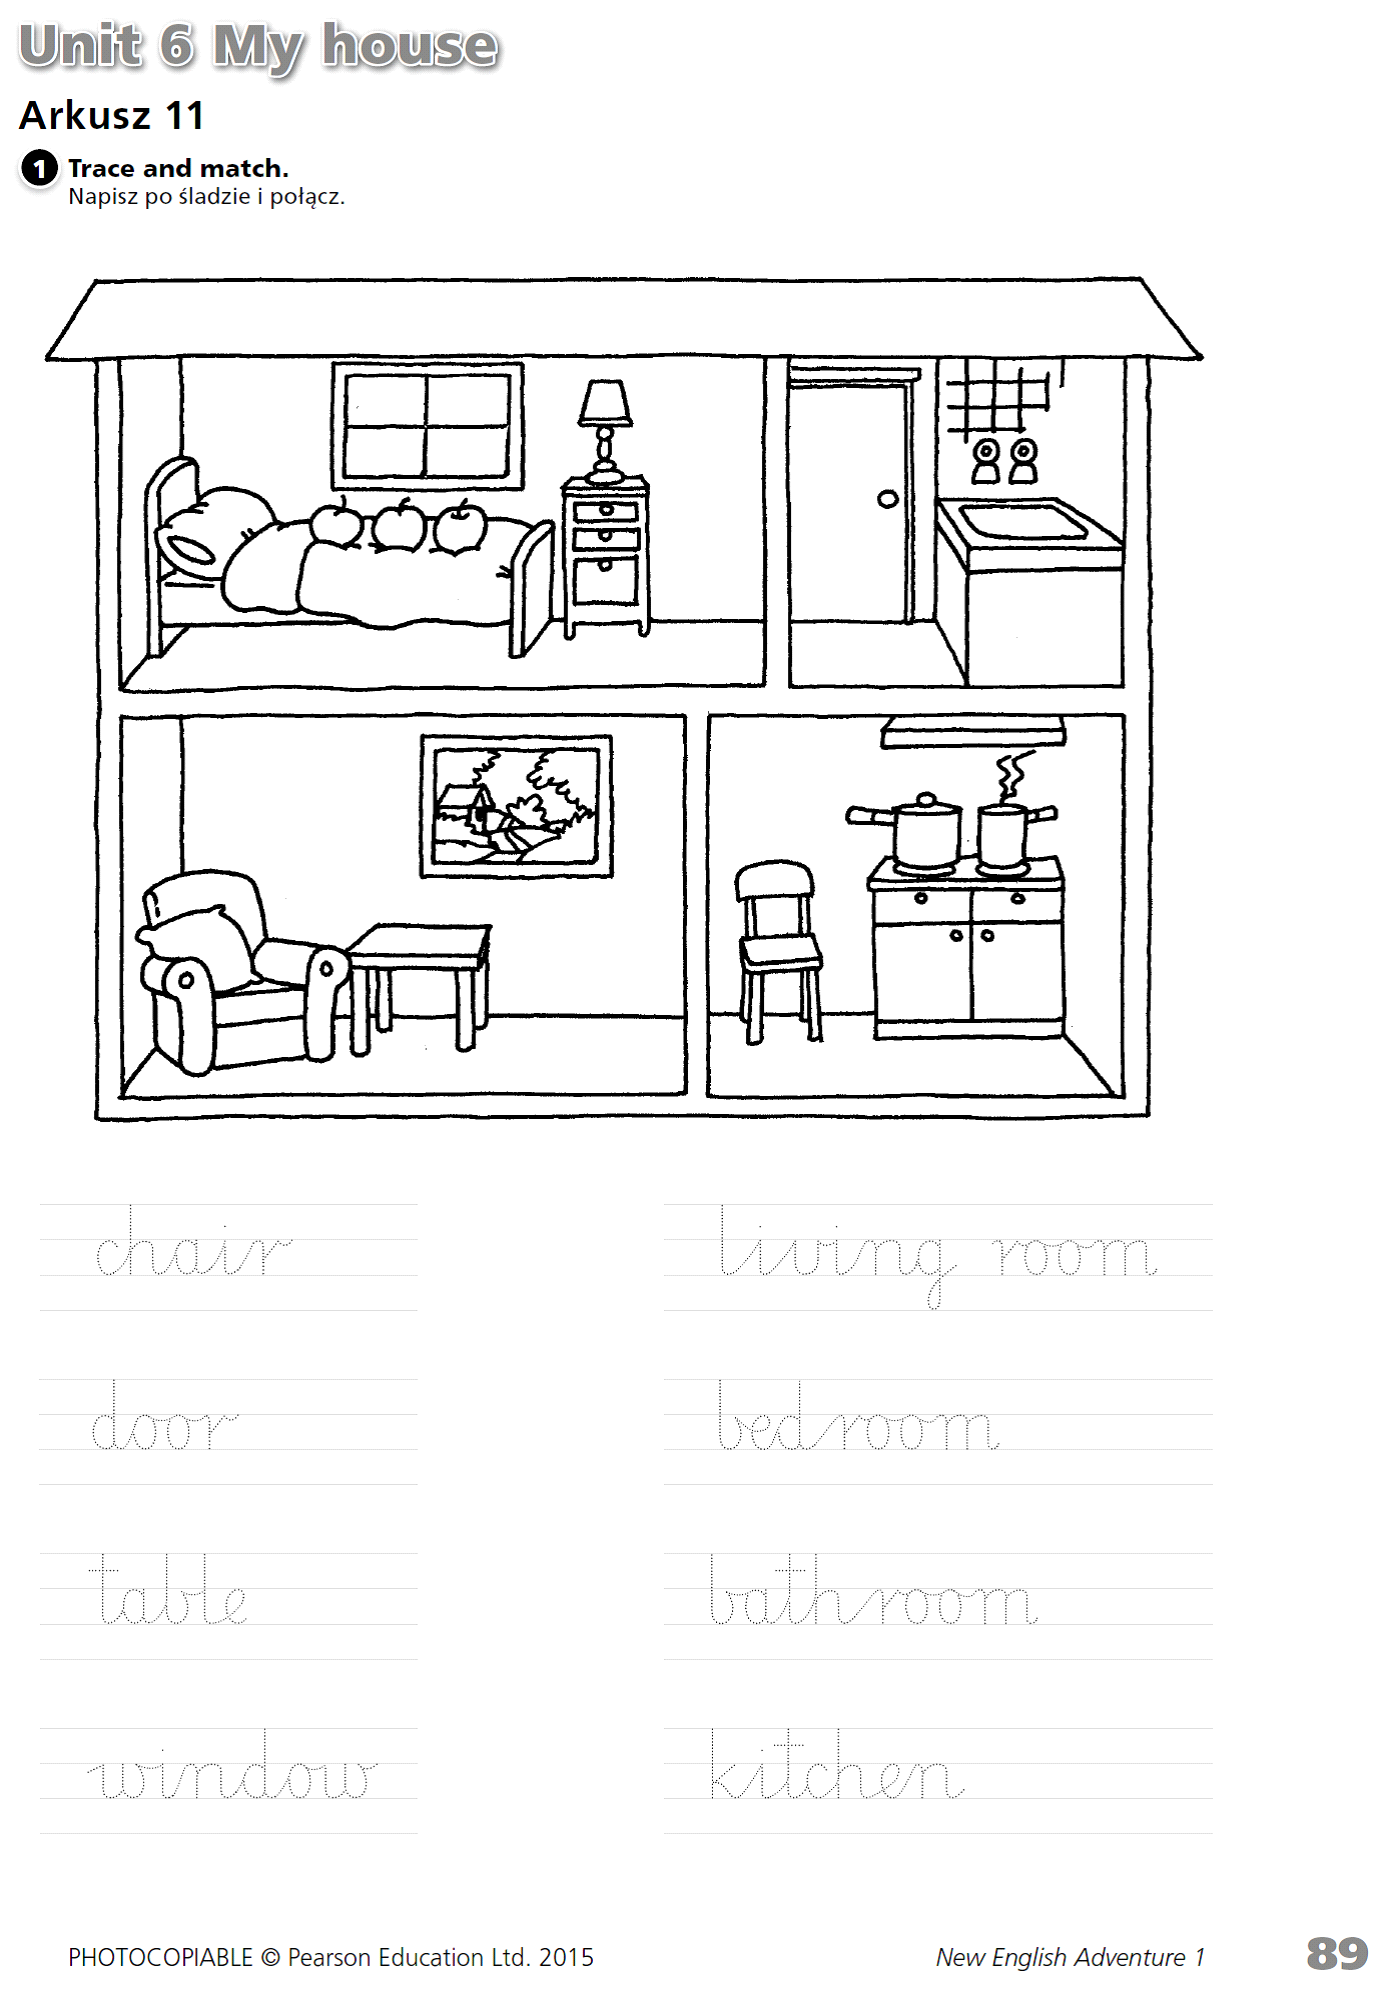 Unit 6 My house
Arkusz 11
1 Trace and match.
Napisz po śladzie i połącz.
chair
living room
door
bedroom
table
bathroom
window
kitchen
PHOTOCOPIABLE © Pearson Education Ltd. 2015
New English Adventure 1
89